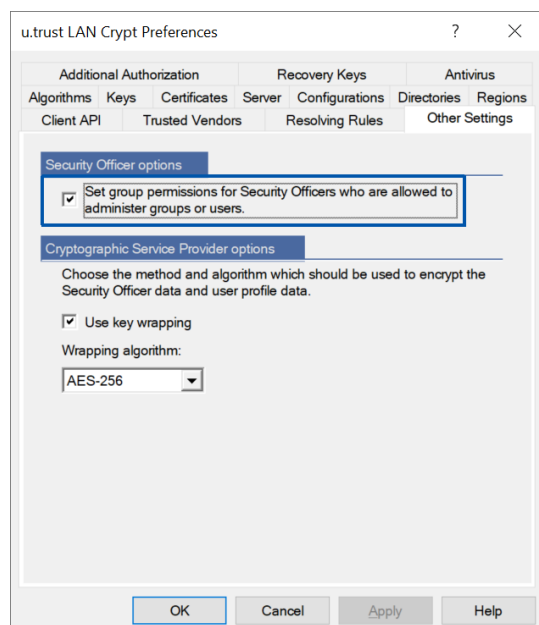 u.trust LAN Crypt Preferences ?
Additional Authorization Recovery Keys Antivirus
Algorithms Keys Certificates Server Configurations Directories Regions
Client API Trusted Vendors Resolving Rules Other Settings
Security Officer options
Set group permissions for Security Officers who are allowed to
administer groups or users.
Cryptographic Service Provider options
Choose the method and algorithm which should be used to encrypt the
Security Officer data and user profile data.
Use key wrapping
Wrapping algorithm:
AES-256
OK Cancel Apply Help